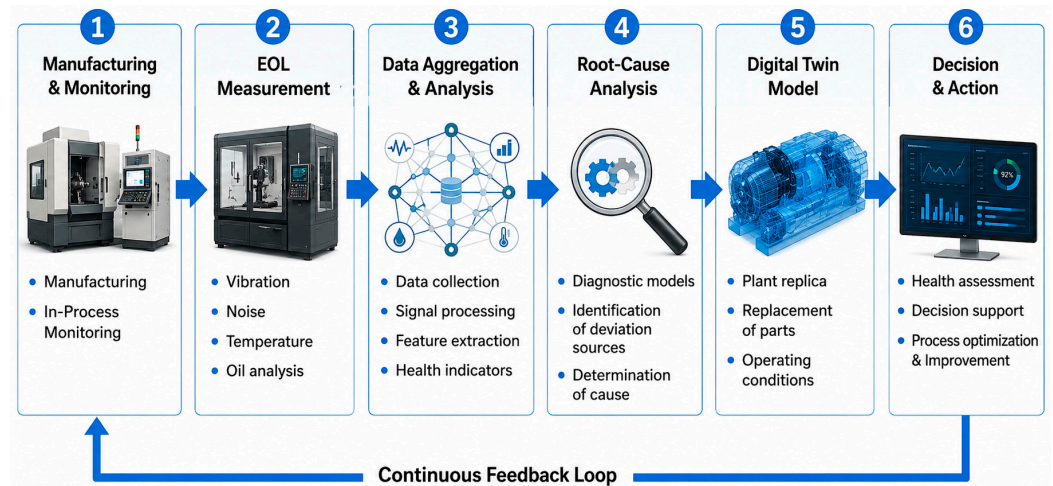 1
Manufacturing
& Monitoring
• Manufacturing
• In-Process
Monitoring
2
EOL
Measurement
• Vibration
• Noise
• Temperature
• Oil analysis
3
Data Aggregation
& Analysis
• Data collection
• Signal processing
• Feature extraction
• Health indicators
4
Root-Cause
Analysis
• Diagnostic models
• Identification
of deviation
sources
• Determination
of cause
5
Digital Twin
Model
• Plant replica
• Replacement
of parts
• Operating
conditions
6
Decision
& Action
92%
• Health assessment
• Decision support
• Process optimization
& Improvement
Continuous Feedback Loop